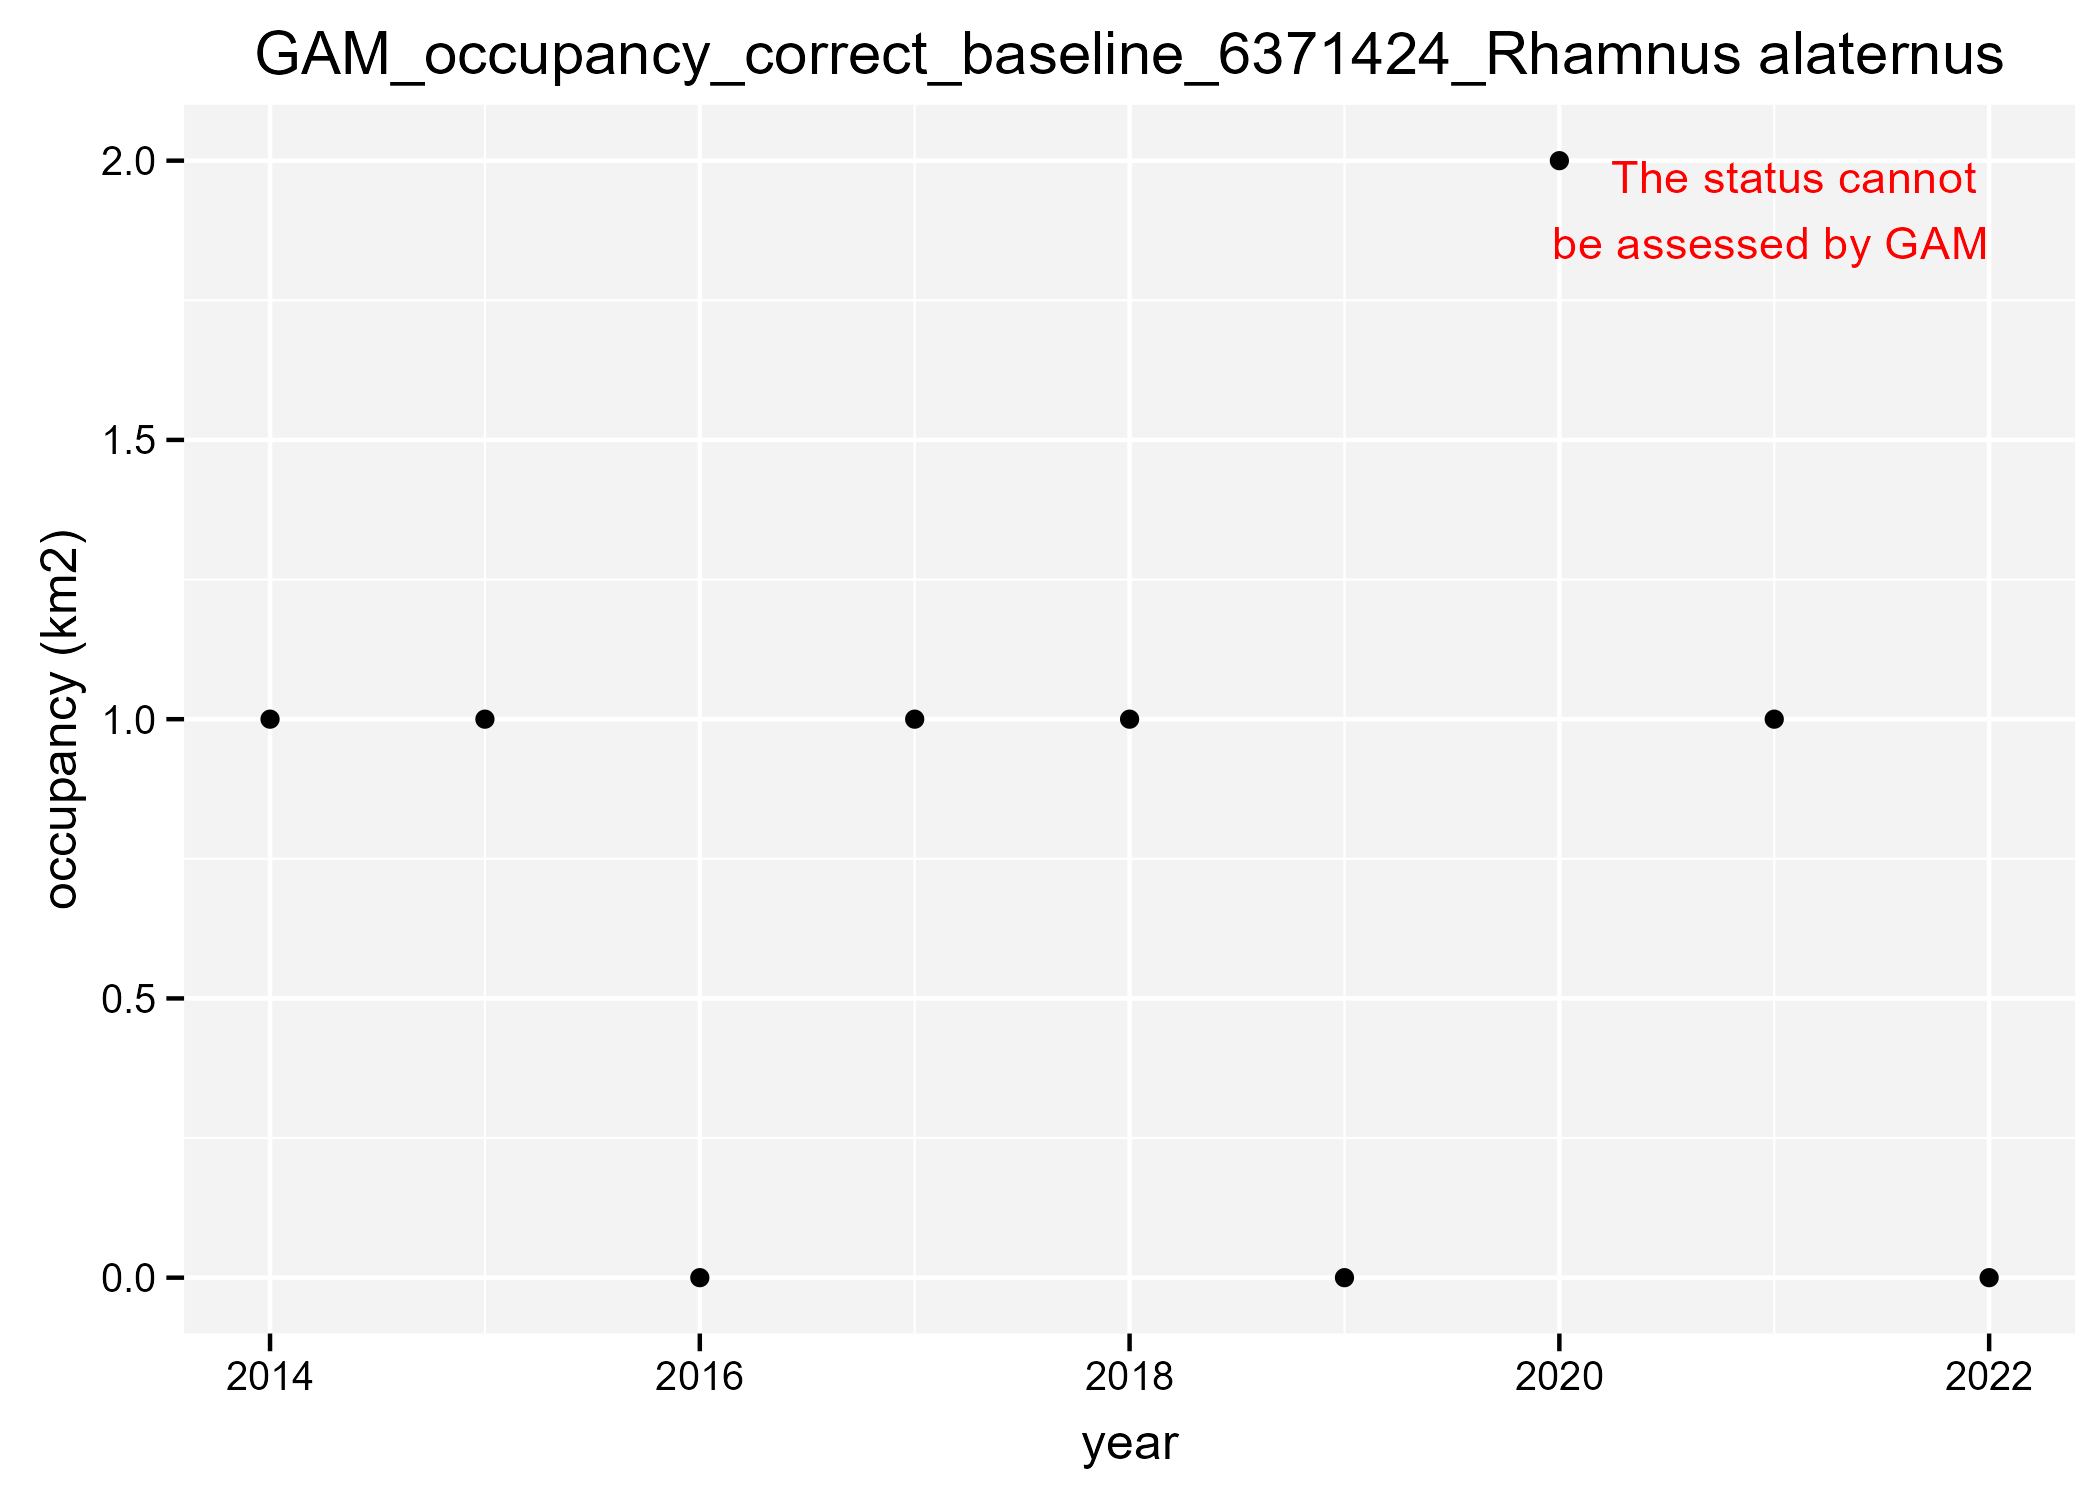 GAM_occupancy_correct_baseline_6371424_Rhamnus alaternus
2.0
The status cannot
be assessed by GAM
1.5
occupancy (km2)
1.0
0.5
0.0
2014 2016 2018 2020 2022
year